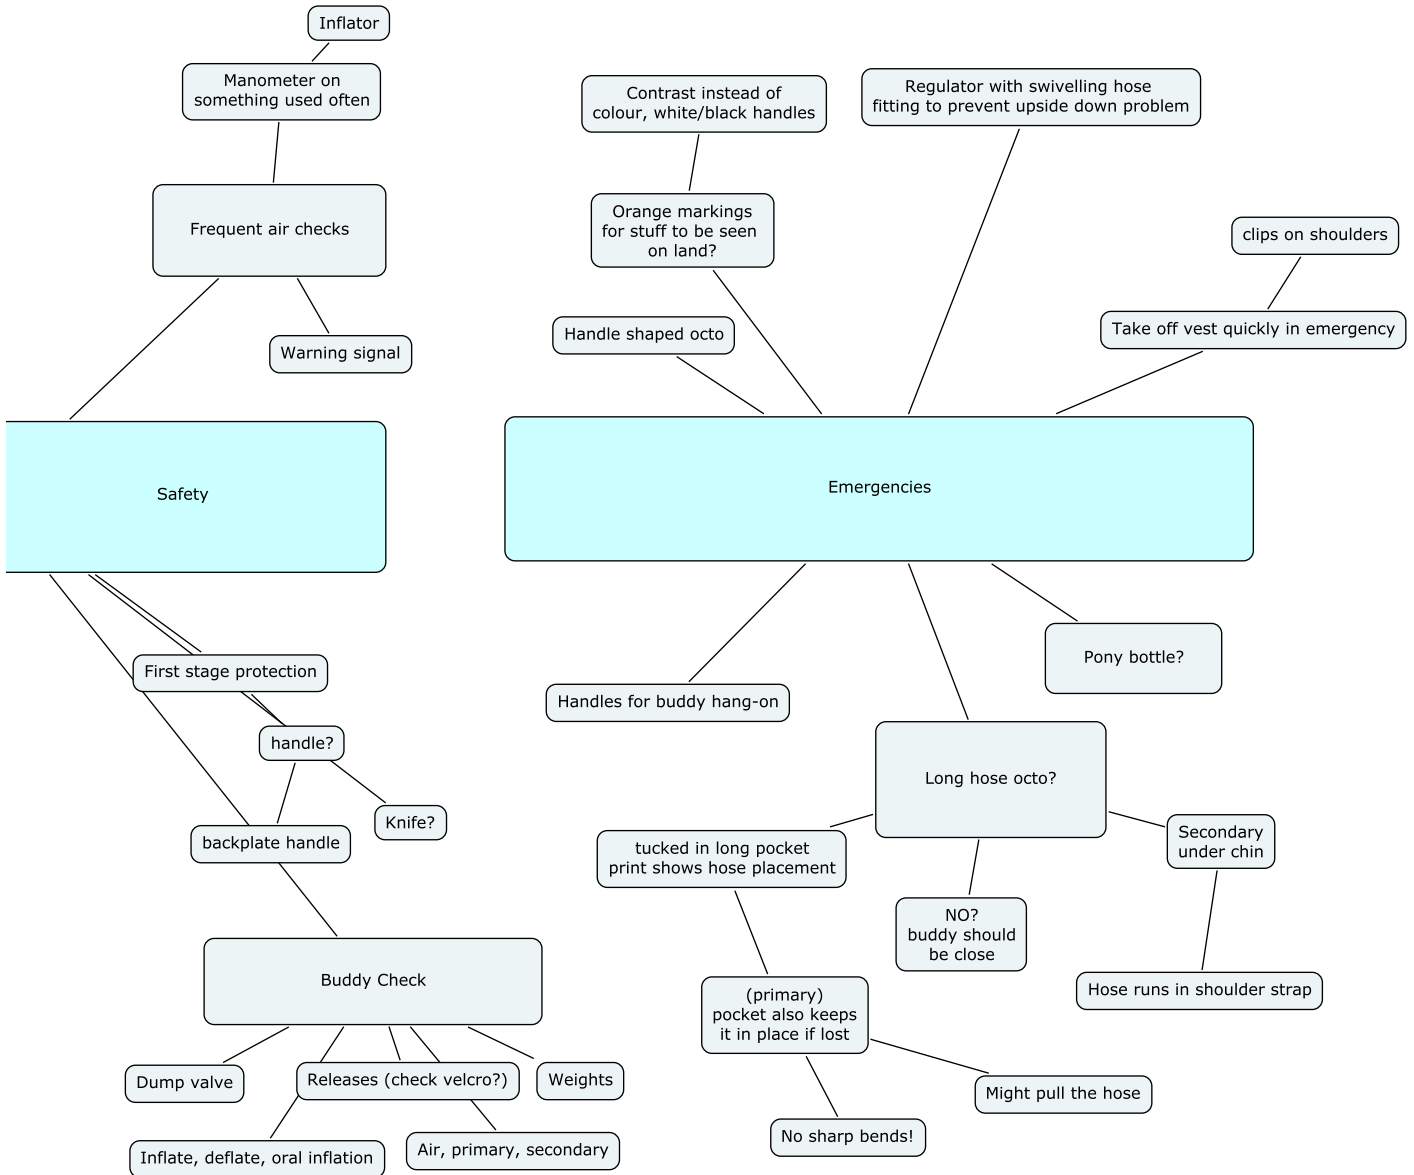 Inflator
Manometer on
something used often
Frequent air checks
Warning signal
Safety
First stage protection
handle?
Knife?
backplate handle
Buddy Check
Dump valve
Releases (check velcro?)
Weights
Inflate, deflate, oral inflation
Air, primary, secondary
Contrast instead of
colour, white/black handles
Regulator with swivelling hose
fitting to prevent upside down problem
Orange markings
for stuff to be seen
on land?
clips on shoulders
Handle shaped octo
Take off vest quickly in emergency
Emergencies
Handles for buddy hang-on
Pony bottle?
Long hose octo?
tucked in long pocket
print shows hose placement
Secondary
under chin
NO?
buddy should
be close
Hose runs in shoulder strap
(primary)
pocket also keeps
it in place if lost
Might pull the hose
No sharp bends!